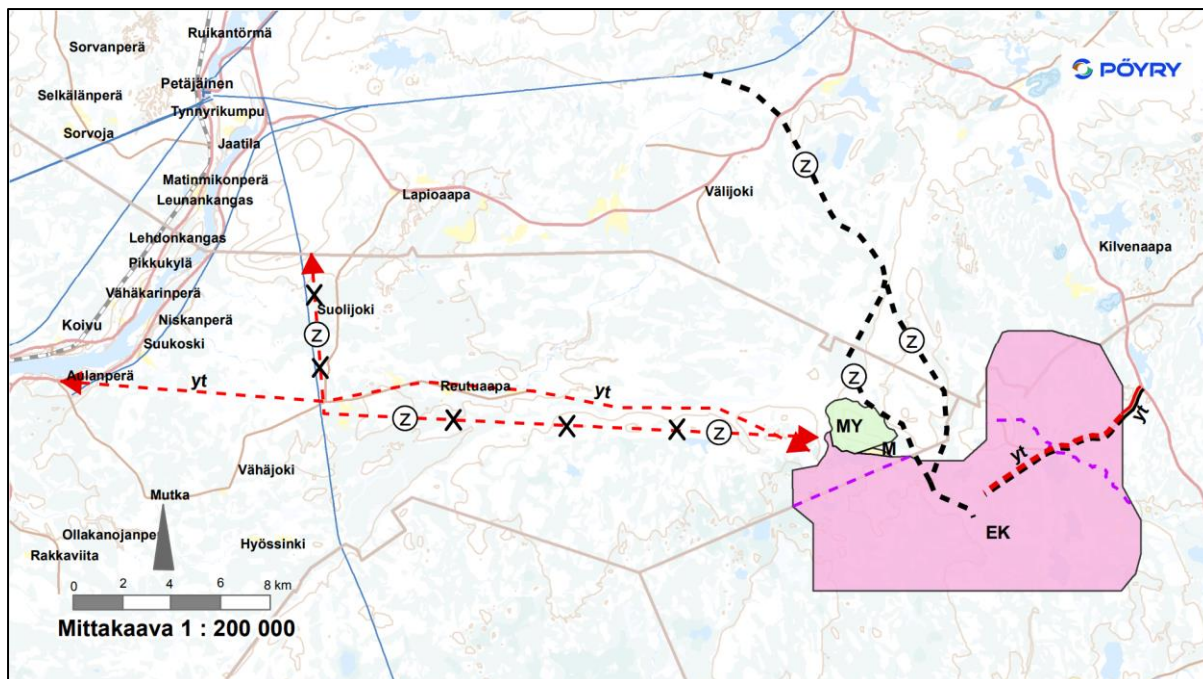 Ruikantörmä
Sorvanperä
PÖYRY
Petäjäinen
Selkälänperä
Tynnyrikumpu
Sorvoja
Jaatila
Z
Matinmikonperä
Leunankangas
Lapioaapa
Välijoki
Lehdonkangas
Kilvenaapa
Pikkukylä
Vähäkarinperä
X
Suolijoki
Koivu
Niskanperä
Z
Z
Suukoski
X
Aulanperä
yt
Reutuaapa
yt
Z
yt
Z
X
X
X
Z
MY
M
yt
Vähäjoki
Mutka
Ollakanojanpe
Hyössinki
EK
Rakkaviita
0 2 4 6 8 km
Mittakaava 1 : 200 000